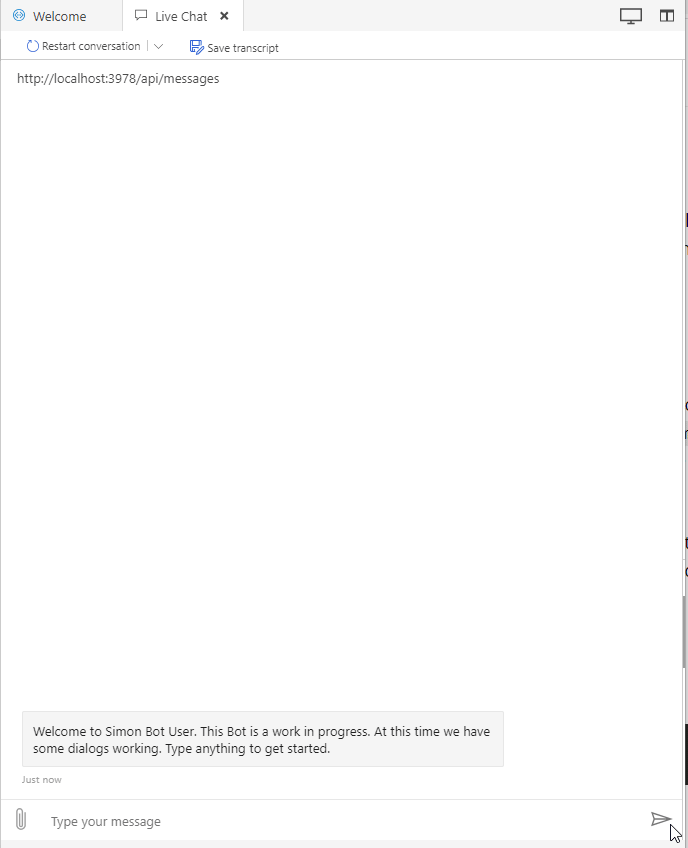 Welcome
Live Chat
Restart conversation
Save transcript
http://localhost:3978/api/messages
Welcome to Simon Bot User. This Bot is a work in progress. At this time we have
some dialogs working. Type anything to get started.
Just now
Type your message